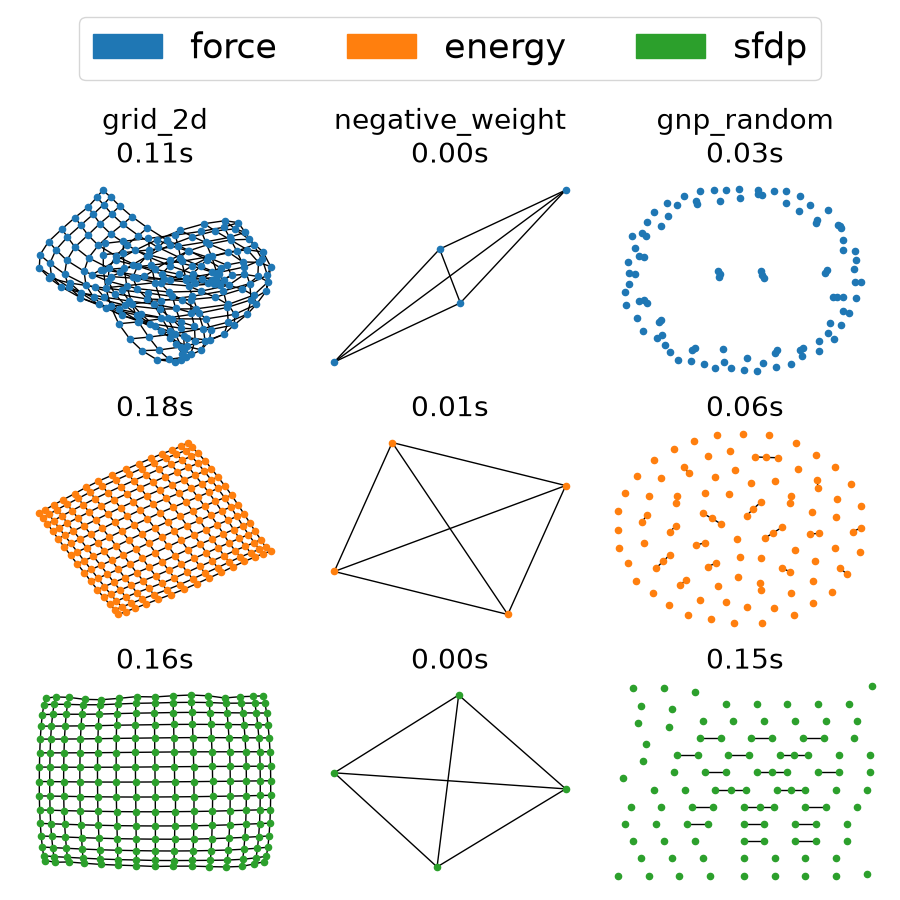 force energy sfdp
grid_2d negative_weight gnp_random
0.11s 0.00s 0.03s
0.18s 0.01s 0.06s
0.16s 0.00s 0.15s